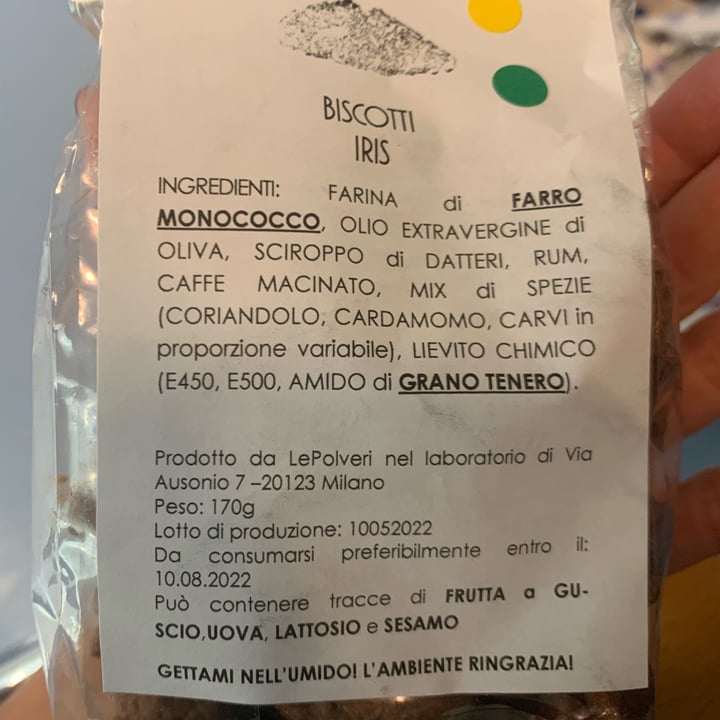 BISCOTTI
IRIS
INGREDIENTI: FARINA di FARRO
MONOCOCCO, OLIO EXTRAVERGINE di
OLIVA, SCIROPPO di DATTERI, RUM,
CAFFE MACINATO, MIX di SPEZIE
(CORIANDOLO, CARDAMOMO, CARVI in
proporzione variabile), LIEVITO CHIMICO
(E450, E500, AMIDO di GRANO TENERO).
Prodotto da LePolveri nel laboratorio di Via
Ausonio 7 –20123 Milano
Peso: 170g
Lotto di produzione: 10052022
Da consumarsi preferibilmente entro il:
10.08.2022
Può contenere tracce di FRUTTA a GU-
SCIO,UOVA, LATTOSIO e SESAMO
GETTAMI NELL'UMIDO! L'AMBIENTE RINGRAZIA!